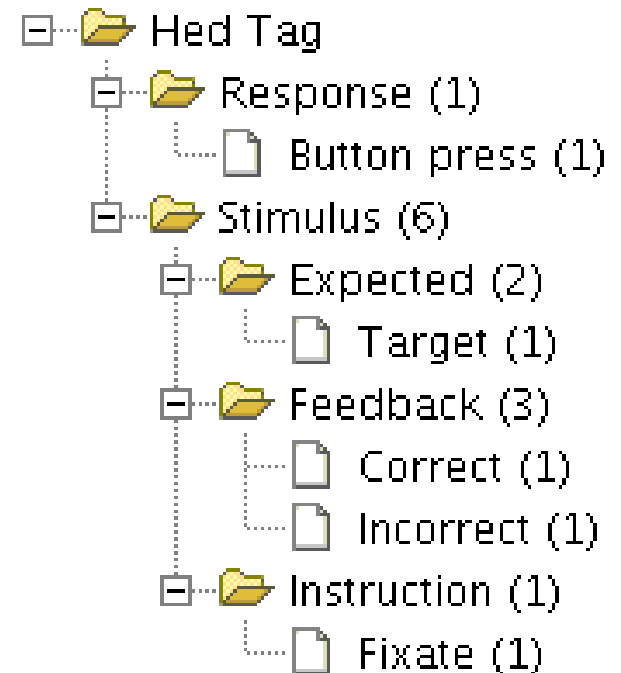 Hed Tag
Response (1)
Button press (1)
Stimulus (6)
Expected (2)
Target (1)
Feedback (3)
Correct (1)
Incorrect (1)
Instruction (1)
Fixate (1)